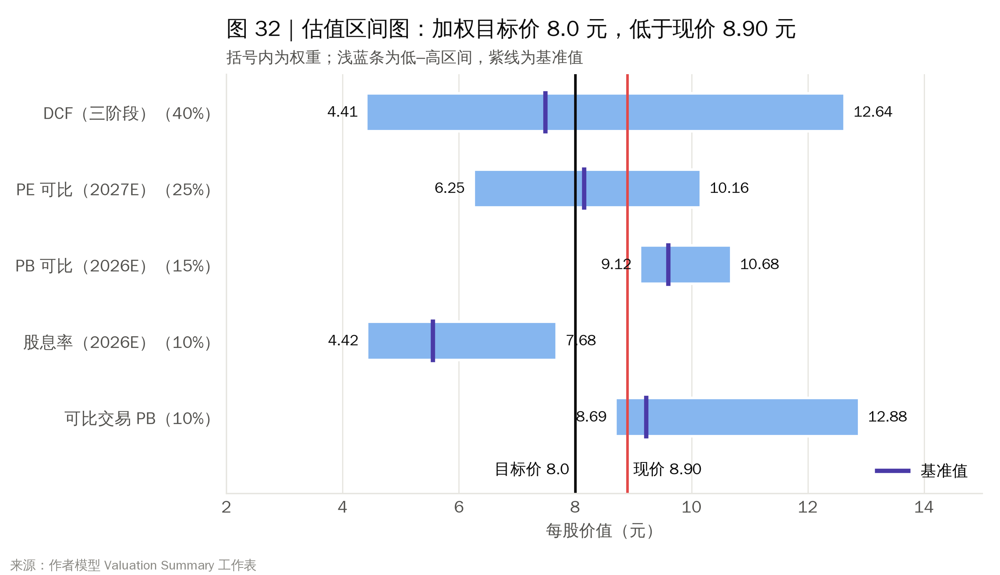 图 32｜估值区间图：加权目标价 8.0 元，低于现价 8.90 元
括号内为权重；浅蓝条为低–高区间，紫线为基准值
DCF（三阶段）（40%） 4.41 12.64
PE 可比（2027E）（25%） 6.25 10.16
PB 可比（2026E）（15%） 9.12 10.68
股息率（2026E）（10%） 4.42 7.68
可比交易 PB（10%） 8.69 12.88
目标价 8.0 现价 8.90 基准值
2 4 6 8 10 12 14
每股价值（元）
来源：作者模型 Valuation Summary 工作表